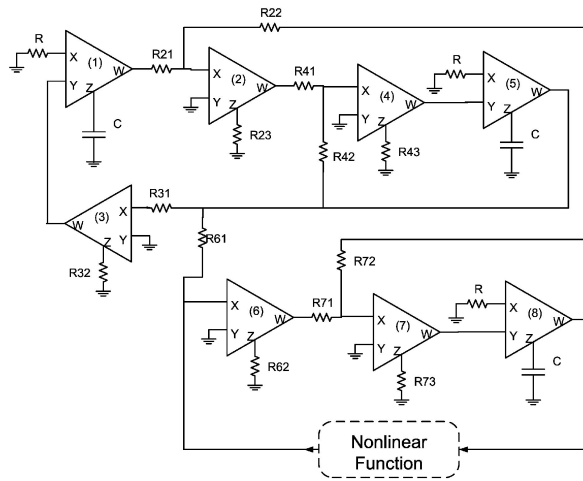 R22
R
(1)
X
Y
Z
W
R21
C
X
(2)
Y
Z
W
R23
R41
X
(4)
Y
Z
W
R43
R42
R
X
(5)
Y
Z
W
C
(3)
W
X
Y
Z
R31
R32
R61
R72
X
(6)
Y
Z
W
R62
R71
X
(7)
Y
Z
W
R73
R
X
(8)
Y
Z
W
C
Nonlinear
Function